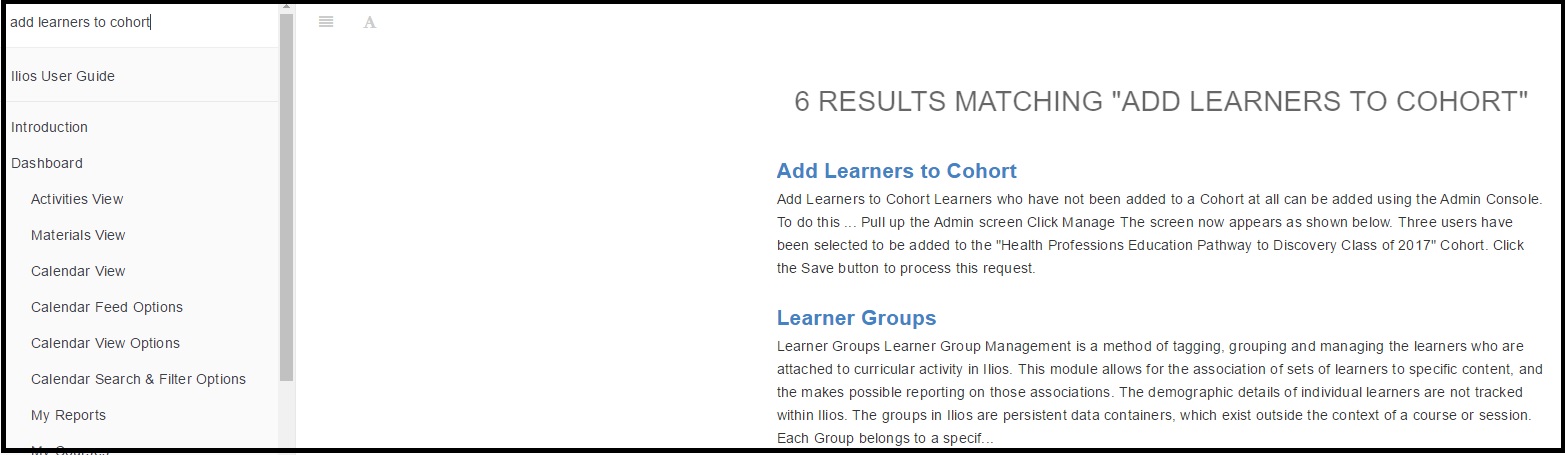 add learners to cohort
Ilios User Guide
Introduction
Dashboard
Activities View
Materials View
Calendar View
Calendar Feed Options
Calendar View Options
Calendar Search & Filter Options
My Reports
A
6 RESULTS MATCHING "ADD LEARNERS TO COHORT"
Add Learners to Cohort
Add Learners to Cohort Learners who have not been added to a Cohort at all can be added using the Admin Console.
To do this ... Pull up the Admin screen Click Manage The screen now appears as shown below. Three users have
been selected to be added to the "Health Professions Education Pathway to Discovery Class of 2017" Cohort. Click
the Save button to process this request.
Learner Groups
Learner Groups Learner Group Management is a method of tagging, grouping and managing the learners who are
attached to curricular activity in Ilios. This module allows for the association of sets of learners to specific content, and
the makes possible reporting on those associations. The demographic details of individual learners are not tracked
within Ilios. The groups in Ilios are persistent data containers, which exist outside the context of a course or session.
Each Group belongs to a specif...